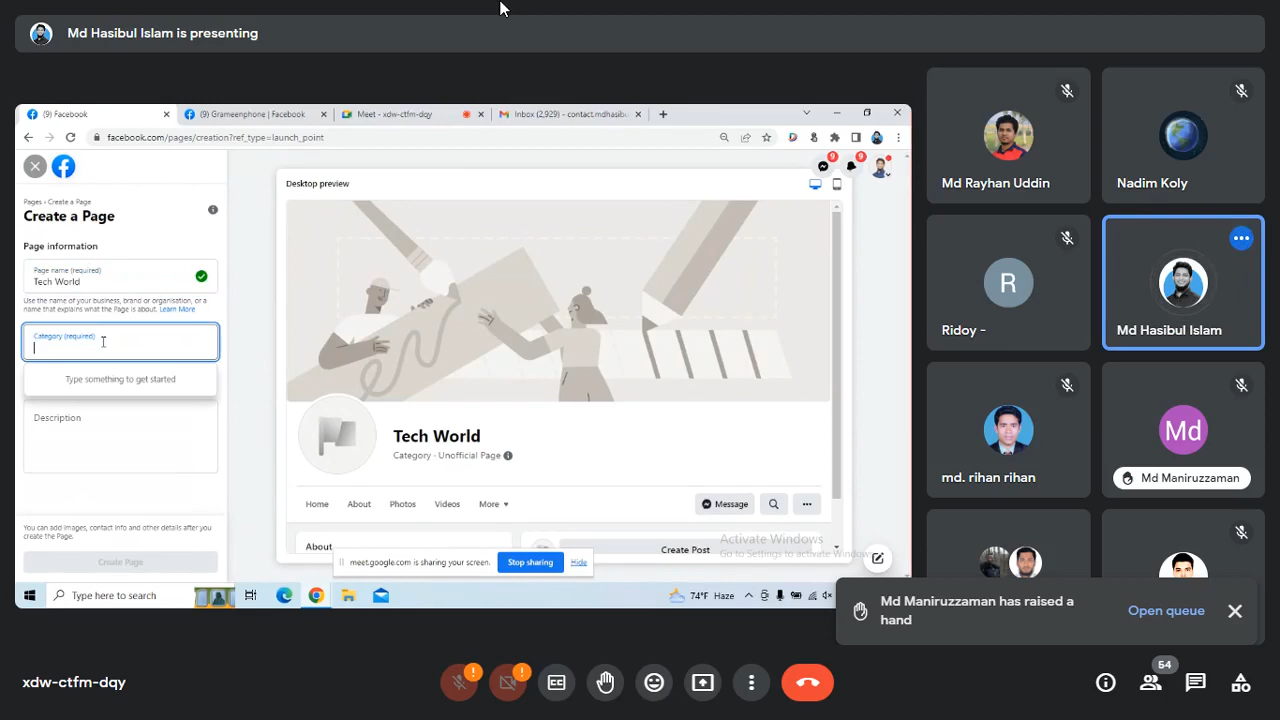 Md Hasibul Islam is presenting
(9) Facebook
(9) Grameenphone | Facebook
Meet - xdw-ctfm-dqy
Inbox (2,929) - contact.mdhasibu
facebook.com/pages/creation?ref_type=launch_point
9
9
Pages › Create a Page
Create a Page
Page information
Page name (required)
Tech World
Use the name of your business, brand or organisation, or a
name that explains what the Page is about. Learn More
Category (required)
Type something to get started
Description
You can add images, contact info and other details after you
create the Page.
Create Page
Desktop preview
Tech World
Category · Unofficial Page
Home
About
Photos
Videos
More
Message
About
Create Post
Activate Windows
Go to Settings to activate Windows.
meet.google.com is sharing your screen.
Stop sharing
Hide
Type here to search
74°F Haze
Md Rayhan Uddin
Nadim Koly
R
Ridoy -
Md Hasibul Islam
md. rihan rihan
Md
Md Maniruzzaman
Md Maniruzzaman has raised a
hand
Open queue
xdw-ctfm-dqy
CC
54